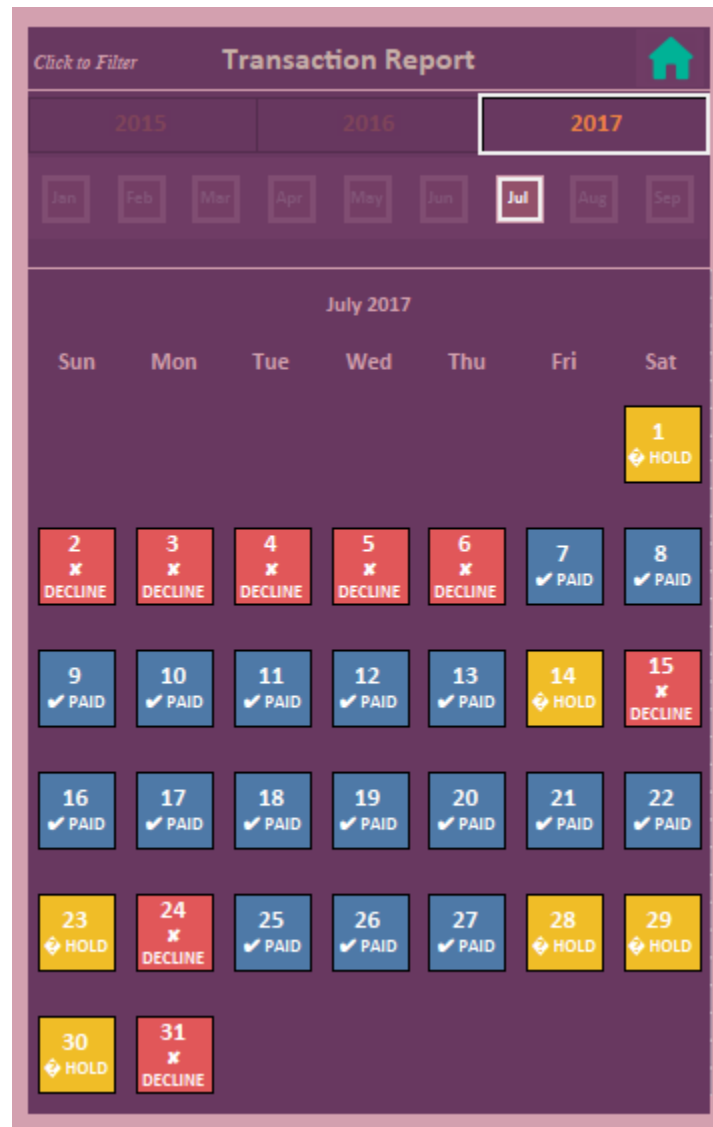 Click to Filter Transaction Report
2015 2016 2017
Jan Feb Mar Apr May Jun Jul Aug Sep
July 2017
Sun Mon Tue Wed Thu Fri Sat
1
� HOLD
2 3 4 5 6 7 8
✘ ✘ ✘ ✘ ✘ ✔ PAID ✔ PAID
DECLINE DECLINE DECLINE DECLINE DECLINE
9 10 11 12 13 14 15
✔ PAID ✔ PAID ✔ PAID ✔ PAID ✔ PAID � HOLD ✘
DECLINE
16 17 18 19 20 21 22
✔ PAID ✔ PAID ✔ PAID ✔ PAID ✔ PAID ✔ PAID ✔ PAID
23 24 25 26 27 28 29
� HOLD ✘ ✔ PAID ✔ PAID ✔ PAID � HOLD � HOLD
DECLINE
30 31
� HOLD ✘
DECLINE